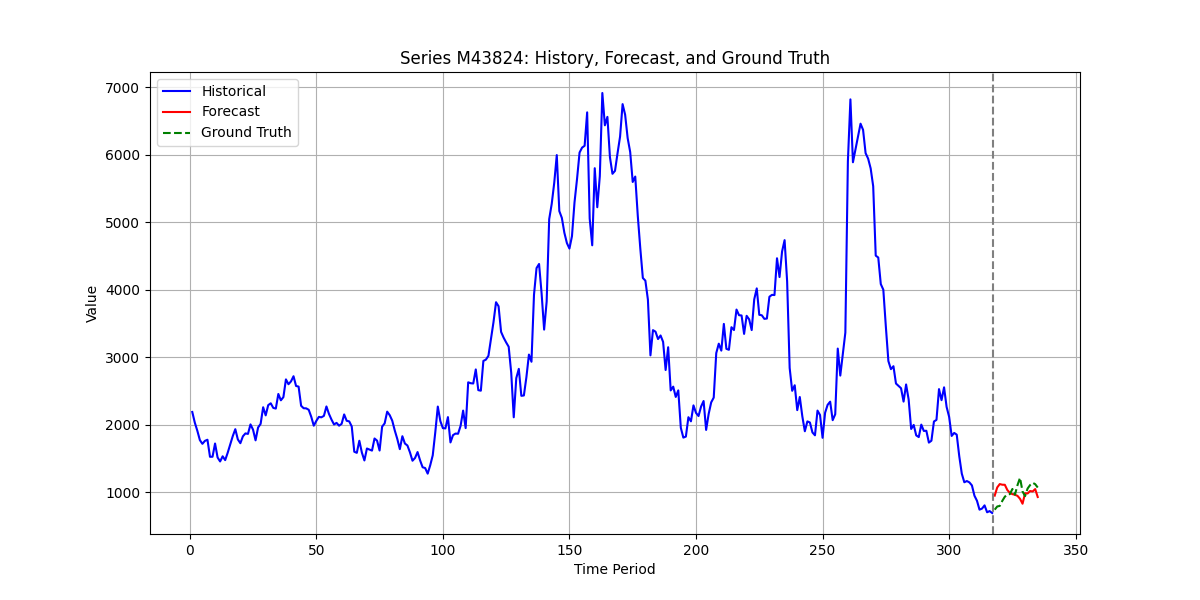 Series M43824: History, Forecast, and Ground Truth
Historical
Forecast
Ground Truth
7000
6000
5000
4000
3000
2000
1000
Value
0
50
100
150
200
250
300
350
Time Period